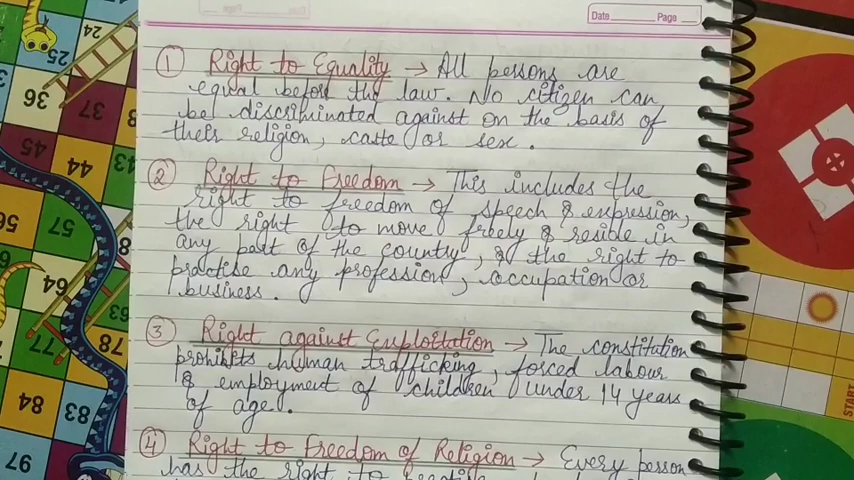 Date Page
① Right to Equality → All persons are
equal before the law. No citizen can
be discriminated against on the basis of
their religion, caste or sex.
② Right to Freedom → This includes the
right to freedom of speech & expression,
the right to move freely & reside in
any part of the country, & the right to
practise any profession, occupation or
business.
③ Right against Exploitation → The constitution
prohibits human trafficking, forced labour
& employment of children under 14 years
of age.
④ Right to Freedom of Religion → Every person
has the right to
25
36
37
45
44
43
56
57
64
77
78
84
83
97
START